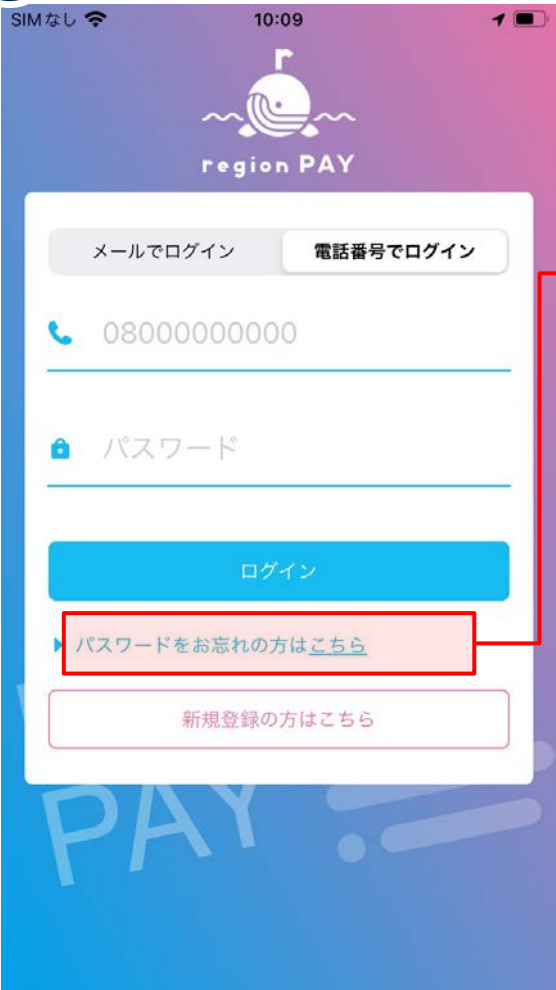 SIMなし 10:09
r
region PAY
メールでログイン 電話番号でログイン
08000000000
パスワード
ログイン
パスワードをお忘れの方はこちら
新規登録の方はこちら
PAY